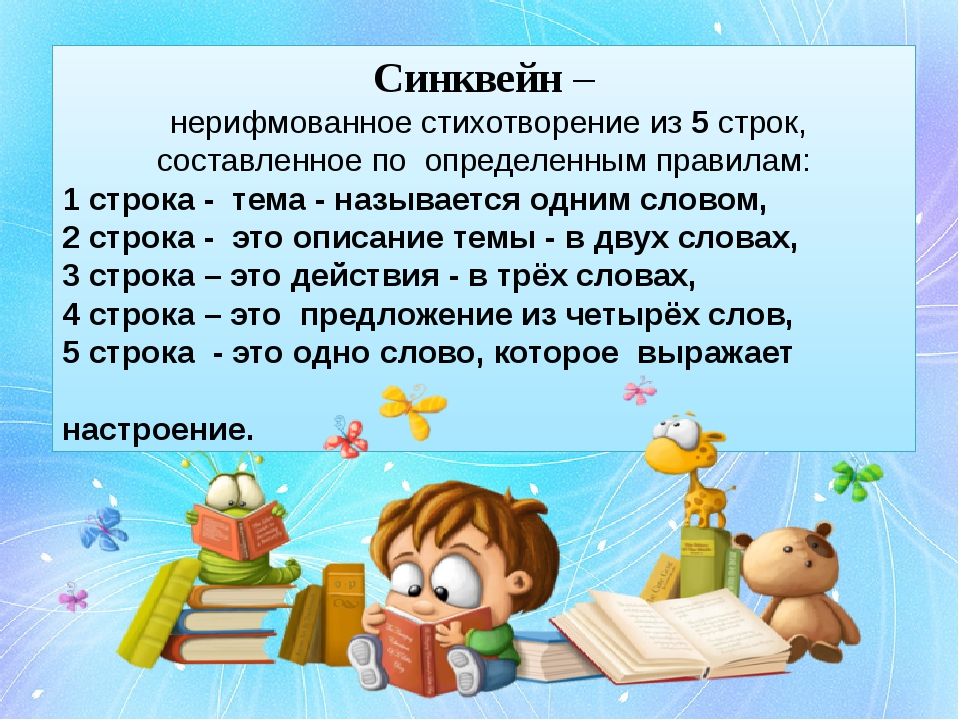 Синквейн –
нерифмованное стихотворение из 5 строк,
составленное по определенным правилам:
1 строка - тема - называется одним словом,
2 строка - это описание темы - в двух словах,
3 строка – это действия - в трёх словах,
4 строка – это предложение из четырёх слов,
5 строка - это одно слово, которое выражает
настроение.